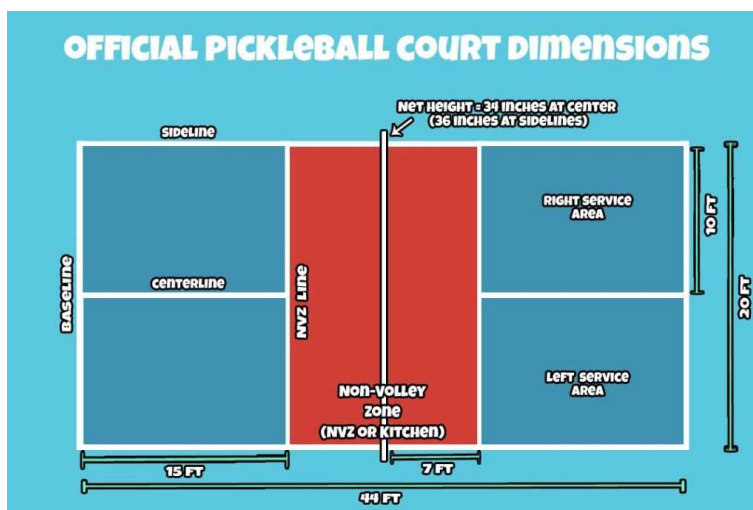 OFFICIAL PICKLEBALL COURT DIMENSIONS
NET HEIGHT = 34 INCHES AT CENTER
(36 INCHES AT SIDELINES)
SIDELINE
RIGHT SERVICE
AREA
10 FT
20 FT
BASELINE
CENTERLINE
NVZ LINE
LEFT SERVICE
AREA
NON-VOLLEY
ZONE
(NVZ OR KITCHEN)
15 FT
7 FT
44 FT